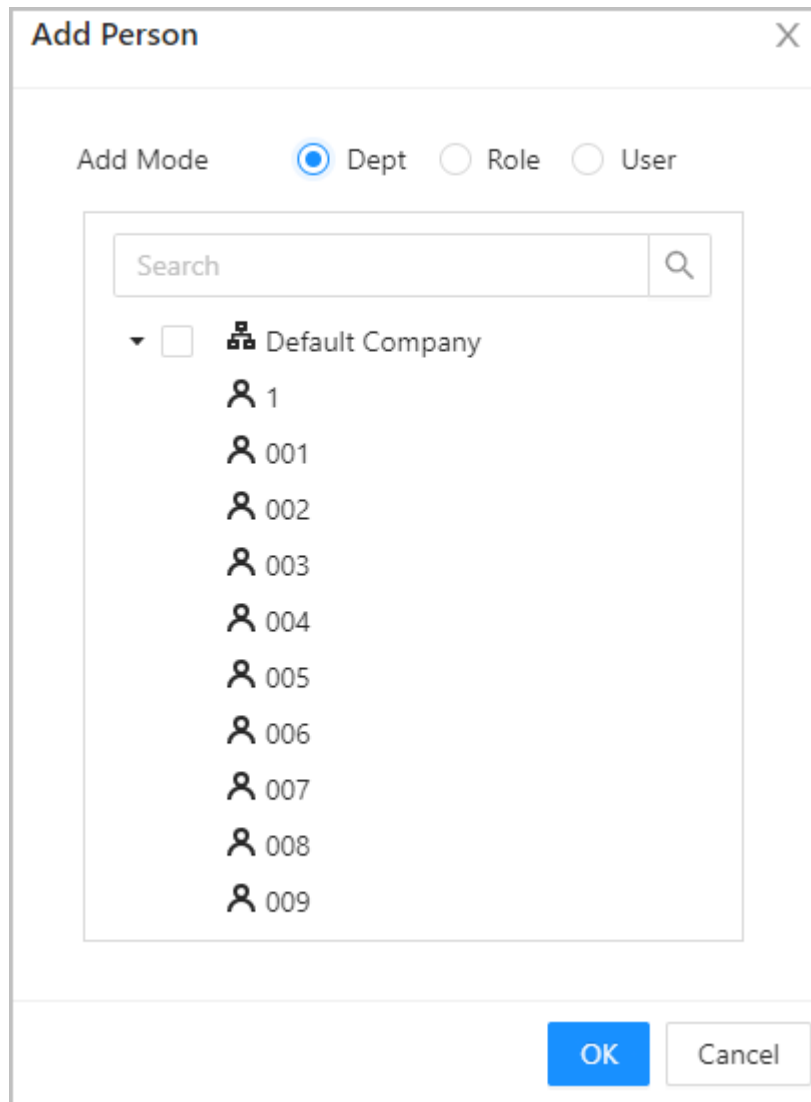 Add Person
Add Mode Dept Role User
Search
Default Company
1
001
002
003
004
005
006
007
008
009
OK Cancel